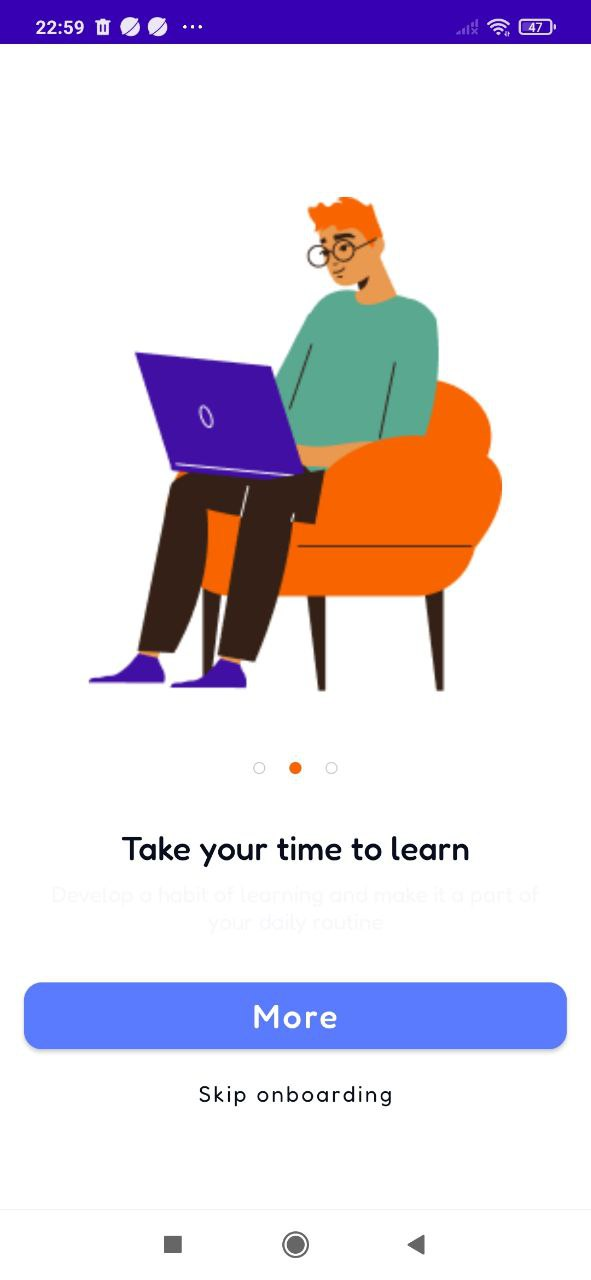 22:59
47
Take your time to learn
Develop a habit of learning and make it a part of
your daily routine
More
Skip onboarding